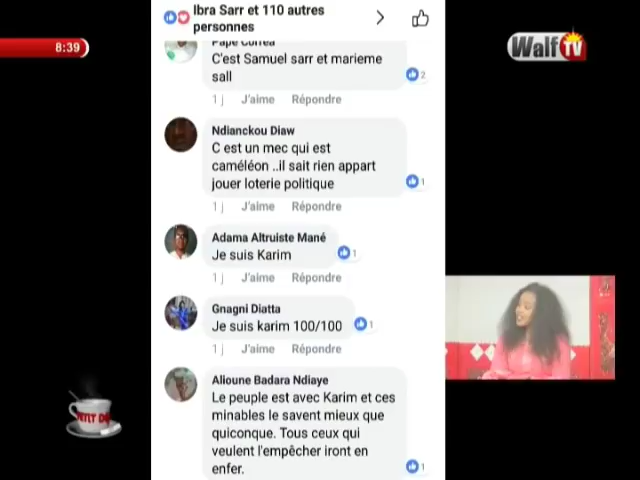 Ibra Sarr et 110 autres
personnes
8:39
Walf TV
Pape Correa
C'est Samuel sarr et marieme
sall
2
1 j J'aime Répondre
Ndianckou Diaw
C est un mec qui est
caméléon ..il sait rien appart
jouer loterie politique
1
1 j J'aime Répondre
Adama Altruiste Mané
Je suis Karim
1
1 j J'aime Répondre
Gnagni Diatta
Je suis karim 100/100
1
1 j J'aime Répondre
Alioune Badara Ndiaye
Le peuple est avec Karim et ces
minables le savent mieux que
quiconque. Tous ceux qui
veulent l'empêcher iront en
enfer.
1